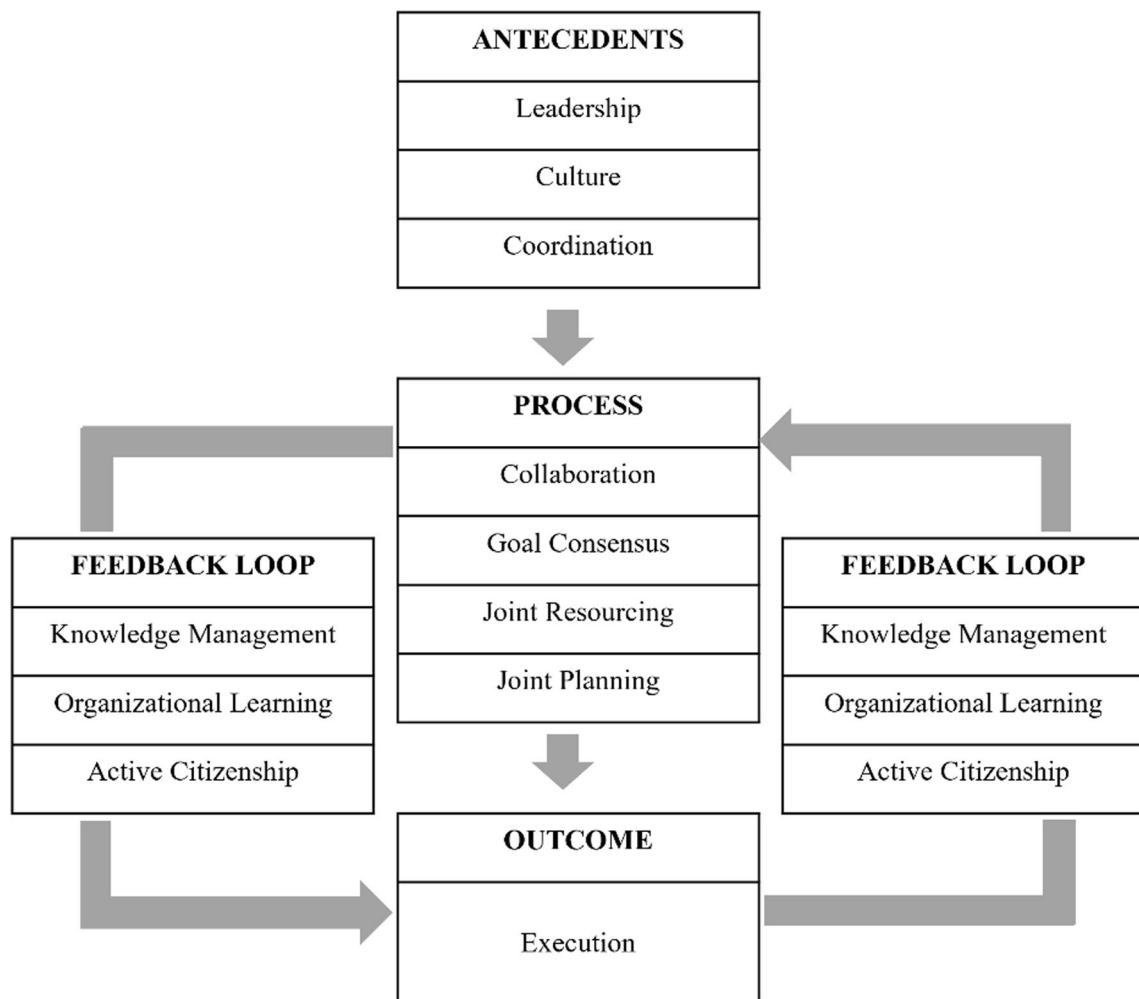 ANTECEDENTS
Leadership
Culture
Coordination
PROCESS
Collaboration
Goal Consensus
Joint Resourcing
Joint Planning
FEEDBACK LOOP
Knowledge Management
Organizational Learning
Active Citizenship
FEEDBACK LOOP
Knowledge Management
Organizational Learning
Active Citizenship
OUTCOME
Execution